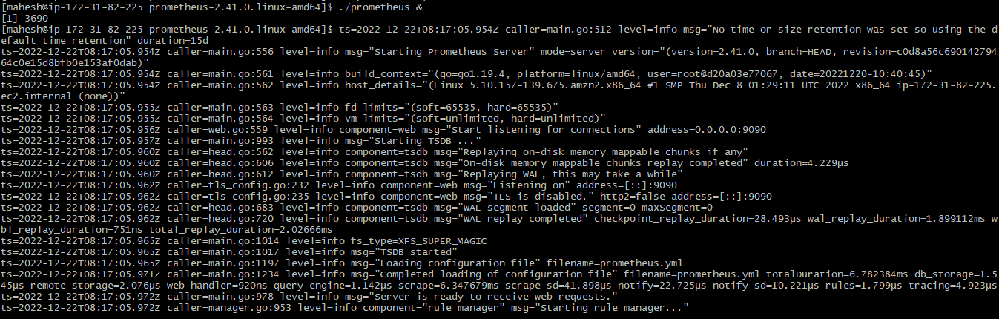 [mahesh@ip-172-31-82-225 prometheus-2.41.0.linux-amd64]$ ./prometheus &
[1] 3690
[mahesh@ip-172-31-82-225 prometheus-2.41.0.linux-amd64]$ ts=2022-12-22T08:17:05.954Z caller=main.go:512 level=info msg="No time or size retention was set so using the d
efault time retention" duration=15d
ts=2022-12-22T08:17:05.954Z caller=main.go:556 level=info msg="Starting Prometheus Server" mode=server version="(version=2.41.0, branch=HEAD, revision=c0d8a56c690142794
64c0e15d8bfb0e153af0dab)"
ts=2022-12-22T08:17:05.954Z caller=main.go:561 level=info build_context="(go=go1.19.4, platform=linux/amd64, user=root@d20a03e77067, date=20221220-10:40:45)"
ts=2022-12-22T08:17:05.954Z caller=main.go:562 level=info host_details="(Linux 5.10.157-139.675.amzn2.x86_64 #1 SMP Thu Dec 8 01:29:11 UTC 2022 x86_64 ip-172-31-82-225.
ec2.internal (none))"
ts=2022-12-22T08:17:05.955Z caller=main.go:563 level=info fd_limits="(soft=65535, hard=65535)"
ts=2022-12-22T08:17:05.955Z caller=main.go:564 level=info vm_limits="(soft=unlimited, hard=unlimited)"
ts=2022-12-22T08:17:05.956Z caller=web.go:559 level=info component=web msg="Start listening for connections" address=0.0.0.0:9090
ts=2022-12-22T08:17:05.957Z caller=main.go:993 level=info msg="Starting TSDB ..."
ts=2022-12-22T08:17:05.960Z caller=head.go:562 level=info component=tsdb msg="Replaying on-disk memory mappable chunks if any"
ts=2022-12-22T08:17:05.960Z caller=head.go:606 level=info component=tsdb msg="On-disk memory mappable chunks replay completed" duration=4.229µs
ts=2022-12-22T08:17:05.960Z caller=head.go:612 level=info component=tsdb msg="Replaying WAL, this may take a while"
ts=2022-12-22T08:17:05.962Z caller=tls_config.go:232 level=info component=web msg="Listening on" address=[::]:9090
ts=2022-12-22T08:17:05.962Z caller=tls_config.go:235 level=info component=web msg="TLS is disabled." http2=false address=[::]:9090
ts=2022-12-22T08:17:05.962Z caller=head.go:683 level=info component=tsdb msg="WAL segment loaded" segment=0 maxSegment=0
ts=2022-12-22T08:17:05.962Z caller=head.go:720 level=info component=tsdb msg="WAL replay completed" checkpoint_replay_duration=28.493µs wal_replay_duration=1.899112ms w
bl_replay_duration=751ns total_replay_duration=2.02666ms
ts=2022-12-22T08:17:05.965Z caller=main.go:1014 level=info fs_type=XFS_SUPER_MAGIC
ts=2022-12-22T08:17:05.965Z caller=main.go:1017 level=info msg="TSDB started"
ts=2022-12-22T08:17:05.965Z caller=main.go:1197 level=info msg="Loading configuration file" filename=prometheus.yml
ts=2022-12-22T08:17:05.971Z caller=main.go:1234 level=info msg="Completed loading of configuration file" filename=prometheus.yml totalDuration=6.782384ms db_storage=1.5
45µs remote_storage=2.076µs web_handler=920ns query_engine=1.142µs scrape=6.347679ms scrape_sd=41.898µs notify=22.725µs notify_sd=10.221µs rules=1.799µs tracing=4.923µs
ts=2022-12-22T08:17:05.972Z caller=main.go:978 level=info msg="Server is ready to receive web requests."
ts=2022-12-22T08:17:05.972Z caller=manager.go:953 level=info component="rule manager" msg="Starting rule manager..."